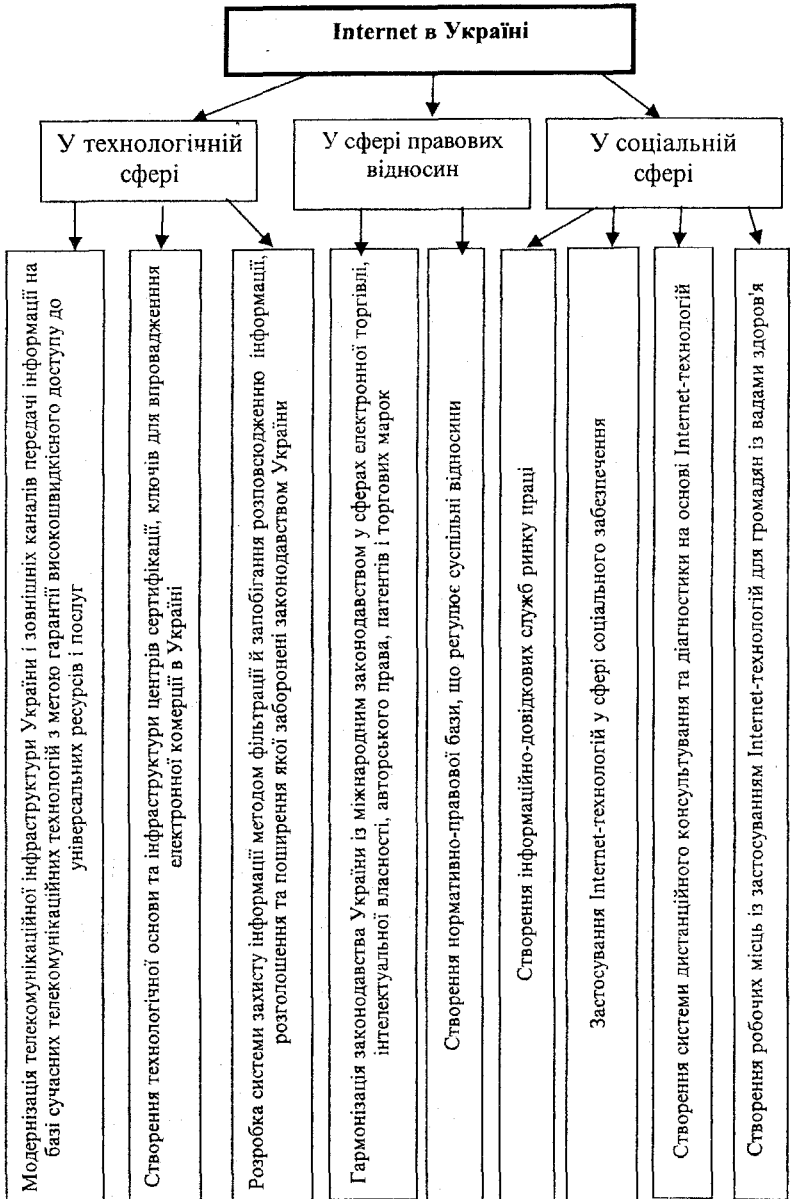 Internet в Україні
У технологічній
сфері
У сфері правових
відносин
У соціальній
сфері
Модернізація телекомунікаційної інфраструктури України і зовнішніх каналів передачі інформації на
базі сучасних телекомунікаційних технологій з метою гарантії високошвидкісного доступу до
універсальних ресурсів і послуг
Створення технологічної основи та інфраструктури центрів сертифікації, ключів для впровадженння
електронної комерції в Україні
Розробка системи захисту інформації методом фільтрації й запобігання розповсюдженню інформації,
розголошення та поширення якої заборонені законодавством України
Гармонізація законодавства України із міжнародним законодавством у сферах електронної торгівлі,
інтелектуальної власності, авторського права, патентів і торгових марок
Створення нормативно-правової бази, що регулює суспільні відносини
Створення інформаційно-довідкових служб ринку праці
Застосування Internet-технологій у сфері соціального забезпечення
Створення системи дистанційного консультування та діагностики на основі Internet-технологій
Створення робочих місць із застосуванням Internet-технологій для громадян із вадами здоров'я